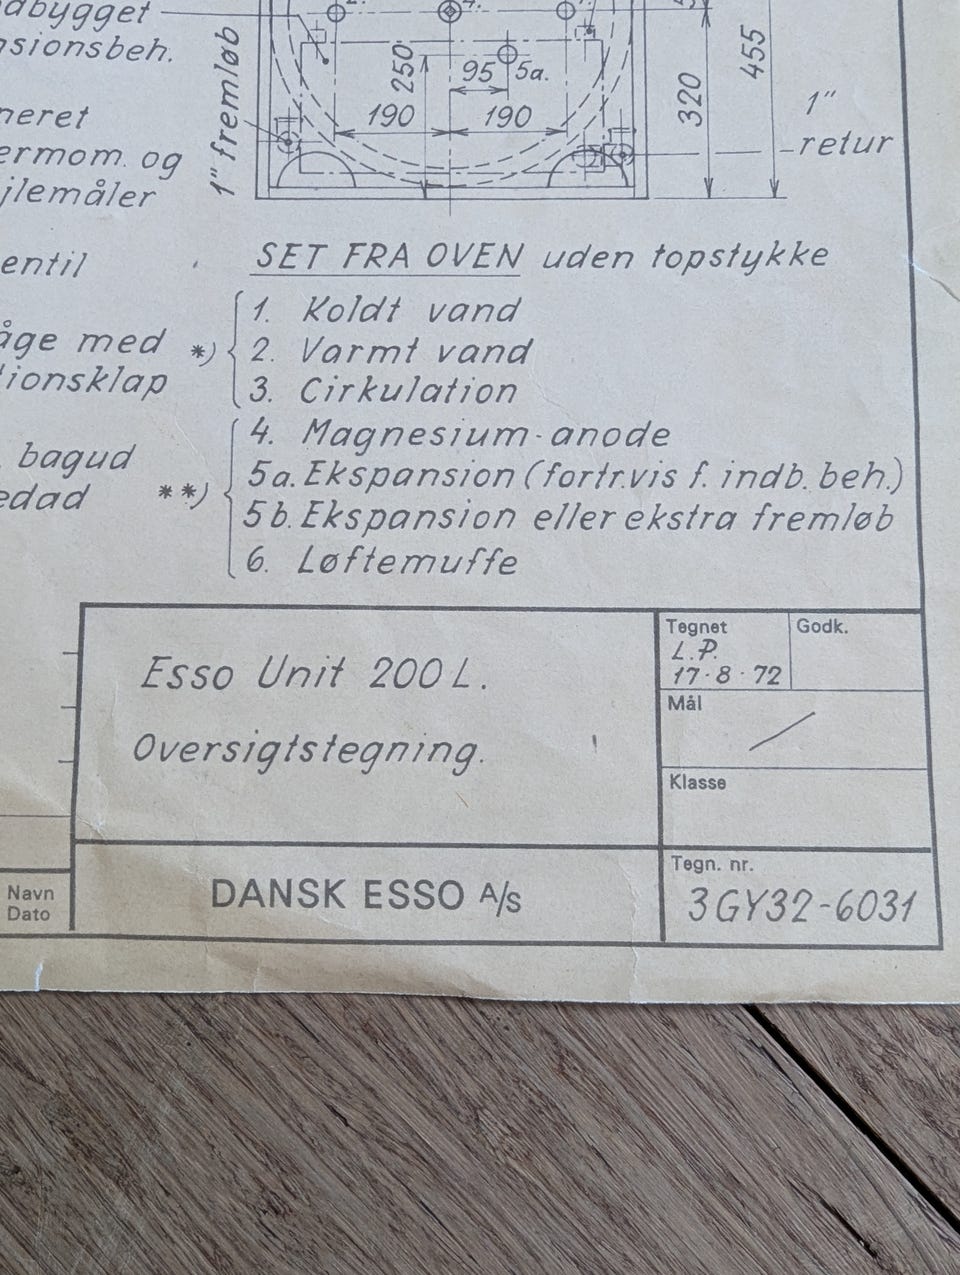 dbygget
sionsbeh.
1" fremløb
250
95
5a.
190
190
320
455
1"
retur
neret
ermom. og
jlemåler
entil
åge med
tionsklap
bagud
edad
SET FRA OVEN uden topstykke
*)
1. Koldt vand
2. Varmt vand
3. Cirkulation
**)
4. Magnesium-anode
5a. Ekspansion (fortr.vis f. indb. beh.)
5b. Ekspansion eller ekstra fremløb
6. Løftemuffe
Esso Unit 200 L.
Oversigtstegning.
Tegnet
L.P.
17-8-72
Godk.
Mål
Klasse
Navn
Dato
DANSK ESSO A/S
Tegn. nr.
3GY32-6031